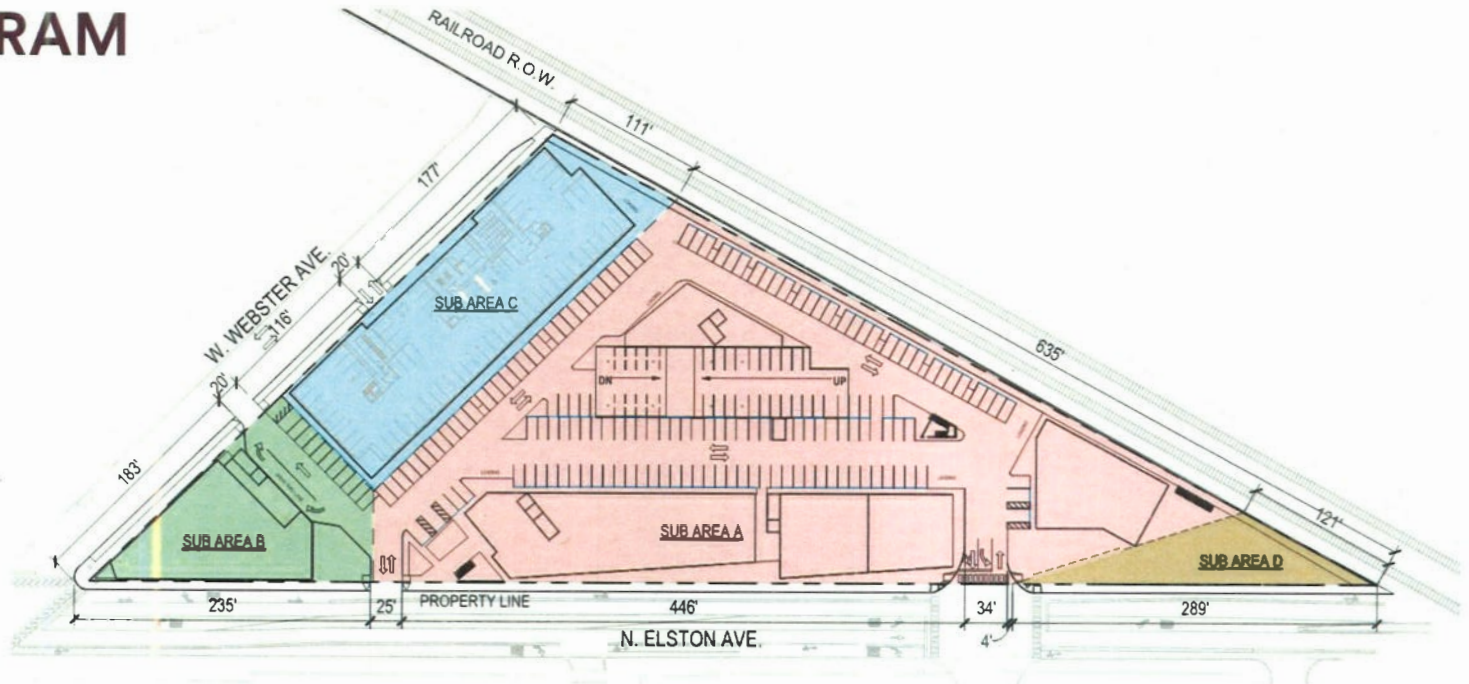 RAM
RAILROAD R.O.W.
111'
177'
W. WEBSTER AVE.
20'
116'
20'
183'
635'
121'
SUB AREA C
DN
UP
SUB AREA B
SUB AREA A
SUB AREA D
235'
25'
PROPERTY LINE
446'
34'
4'
289'
N. ELSTON AVE.